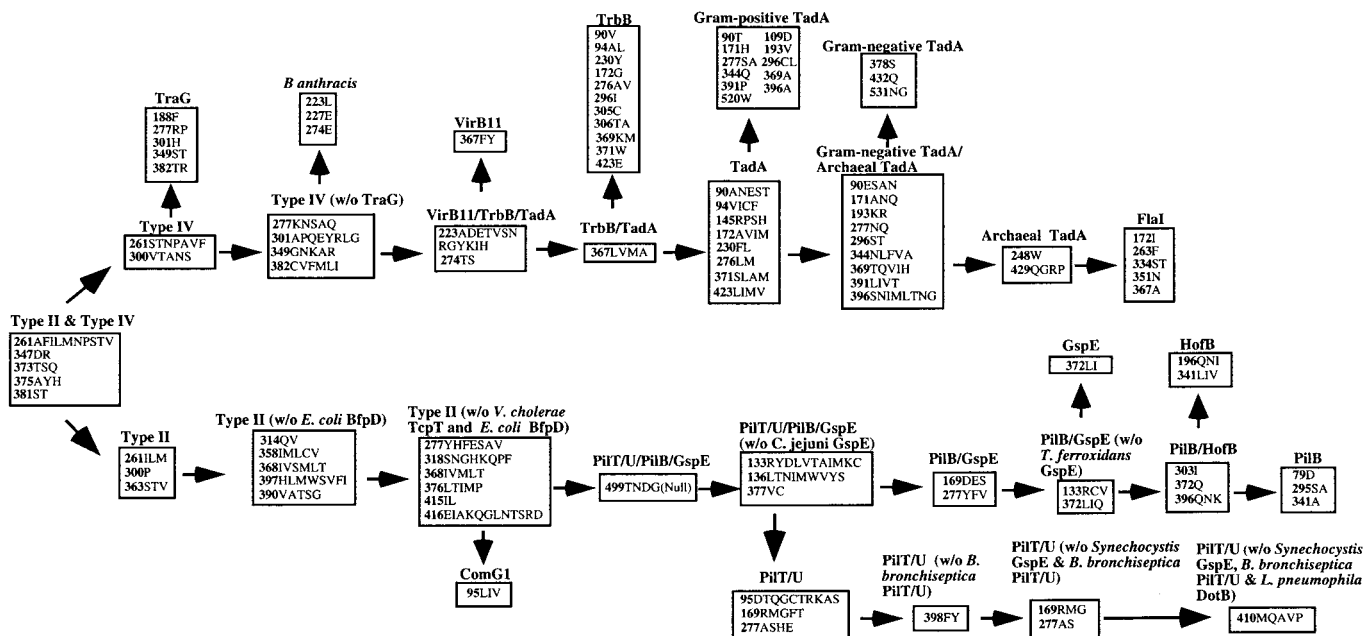 TraG
188F
277RP
301H
349ST
382TR
B anthracis
223L
227E
274E
VirB11
367FY
TrbB
90V
94AL
230Y
172G
276AV
296I
305C
306TA
369KM
371W
423E
Gram-positive TadA
90T 109D
171H 193V
277SA 296CL
344Q 369A
391P 396A
520W
Gram-negative TadA
378S
432Q
531NG
Type IV
261STNPAVF
300VTANS
Type IV (w/o TraG)
277KNSAQ
301APQEYRLG
349GNKAR
382CVFMLI
VirB11/TrbB/TadA
223ADETVSN
RGYKIH
274TS
TrbB/TadA
367LVMA
TadA
90ANEST
94VICF
145RPSH
172AVIM
230FL
276LM
371SLAM
423LIMV
Gram-negative TadA/
Archaeal TadA
90ESAN
171ANQ
193KR
277NQ
296ST
344NLFVA
369TQVIH
391LIVT
396SNIMLTNG
Archaeal TadA
248W
429QGRP
FlaI
172I
263F
334ST
351N
367A
Type II & Type IV
261AFILMNPSTV
347DR
373TSQ
375AYH
381ST
Type II
261ILM
300P
363STV
Type II (w/o E. coli BfpD)
314QV
358IMLCV
368IVSMLT
397HLMWSVFI
390VATSG
Type II (w/o V. cholerae
TcpT and E. coli BfpD)
277YHFESAV
318SNGHKQPF
368IVMLT
376LTIMP
415IL
416EIAKQGLNTSRD
ComG1
95LIV
PilT/U/PilB/GspE
499TNDG(Null)
PilT/U/PilB/GspE
(w/o C. jejuni GspE)
133RYDLVTAIMKC
136LTNIMWVYS
377VC
PilB/GspE
169DES
277YFV
GspE
372LI
PilB/GspE (w/o
T. ferroxidans
GspE)
133RCV
372LIQ
HofB
196QNI
341LIV
PilB/HofB
303I
372Q
396QNK
PilB
79D
295SA
341A
PilT/U
95DTQGCTRKAS
169RMGFT
277ASHE
PilT/U (w/o B.
bronchiseptica
PilT/U)
398FY
PilT/U (w/o Synechocystis
GspE & B. bronchiseptica
PilT/U)
169RMG
277AS
PilT/U (w/o Synechocystis
GspE, B. bronchiseptica
PilT/U & L. pneumophila
DotB)
410MQAVP